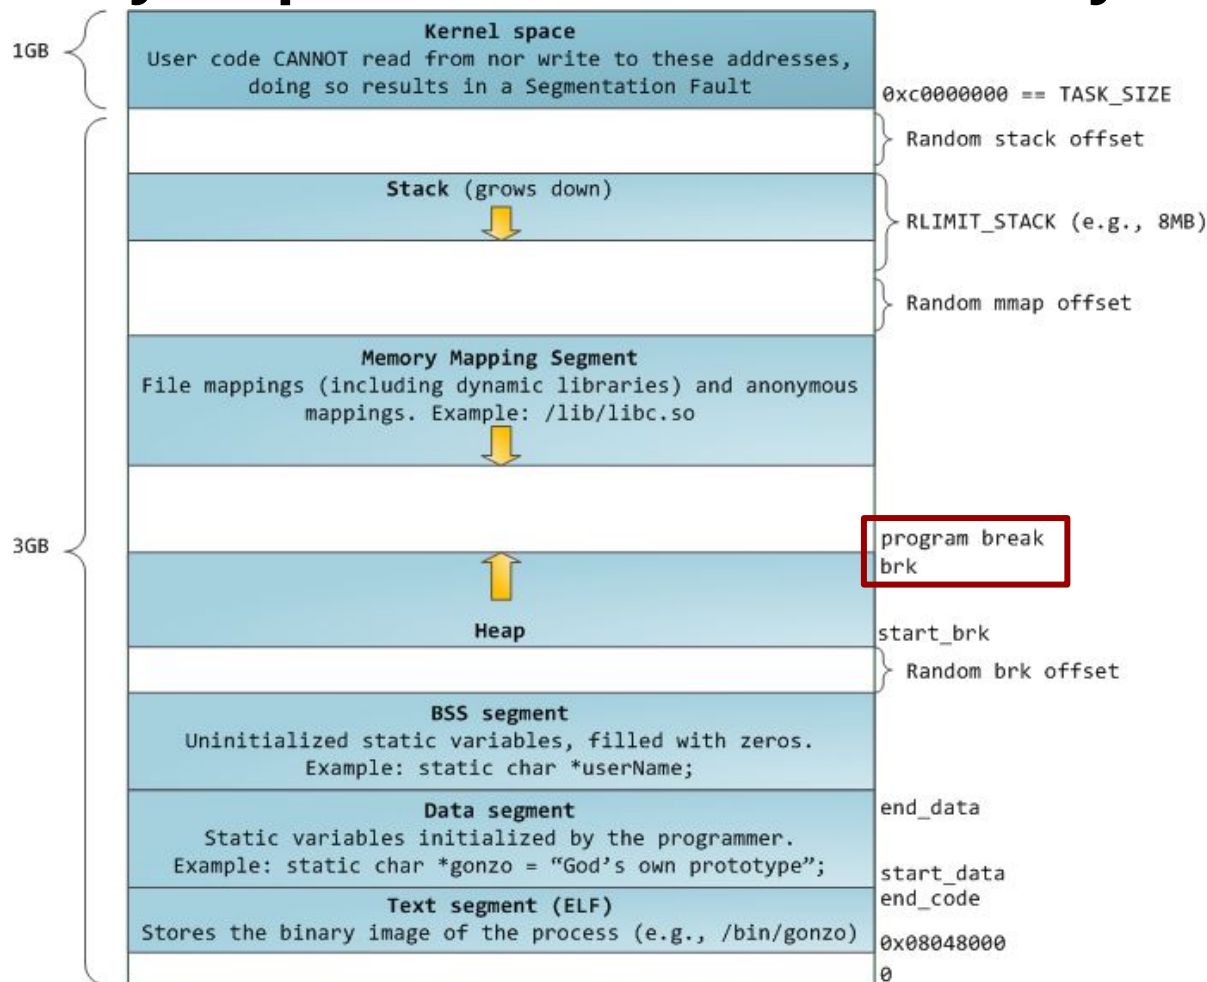 1GB
Kernel space
User code CANNOT read from nor write to these addresses,
doing so results in a Segmentation Fault
0xc0000000 == TASK_SIZE
Random stack offset
Stack (grows down)
RLIMIT_STACK (e.g., 8MB)
Random mmap offset
Memory Mapping Segment
File mappings (including dynamic libraries) and anonymous
mappings. Example: /lib/libc.so
3GB
program break
brk
Heap
start_brk
Random brk offset
BSS segment
Uninitialized static variables, filled with zeros.
Example: static char *userName;
Data segment
end_data
Static variables initialized by the programmer.
Example: static char *gonzo = “God’s own prototype”;
start_data
Text segment (ELF)
end_code
Stores the binary image of the process (e.g., /bin/gonzo)
0x08048000
0